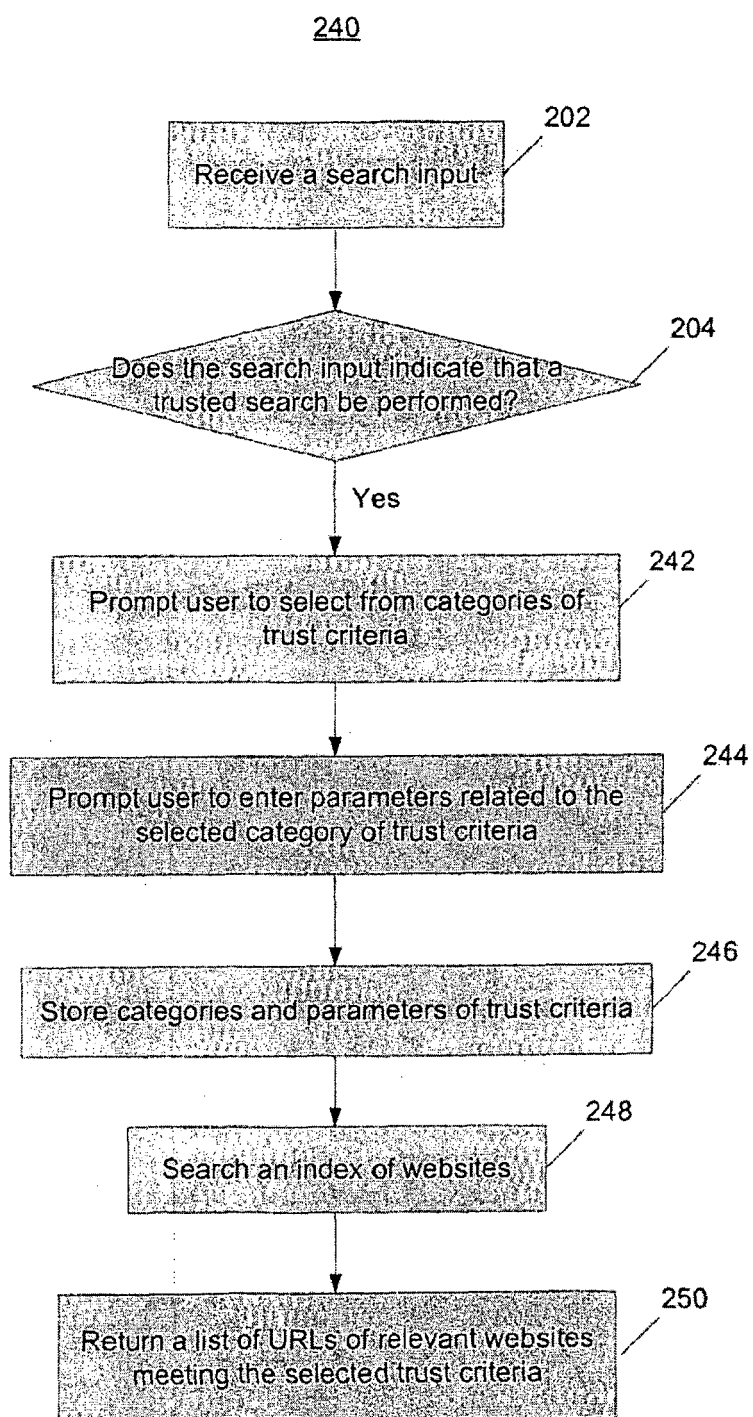 240
202
Receive a search input
204
Does the search input indicate that a
trusted search be performed?
Yes
242
Prompt user to select from categories of
trust criteria
244
Prompt user to enter parameters related to the
selected category of trust criteria
246
Store categories and parameters of trust criteria
248
Search an index of websites
250
Return a list of URLs of relevant websites
meeting the selected trust criteria